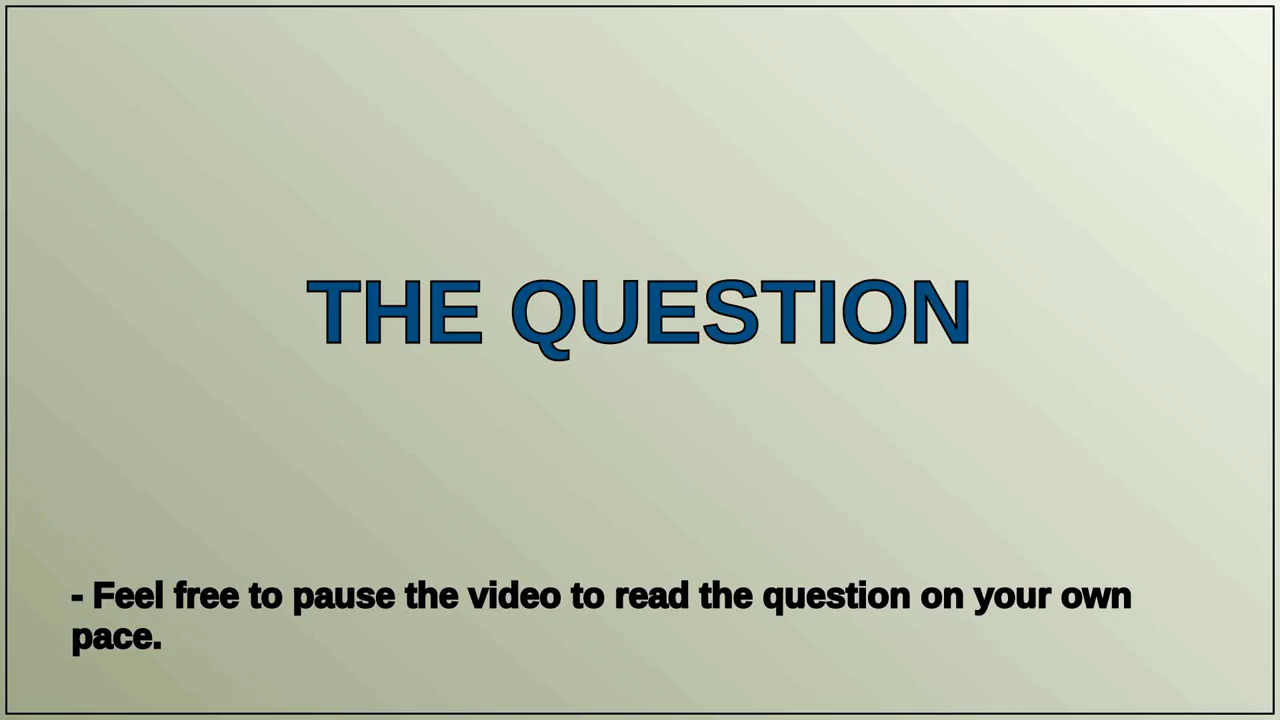 THE QUESTION
- Feel free to pause the video to read the question on your own
pace.